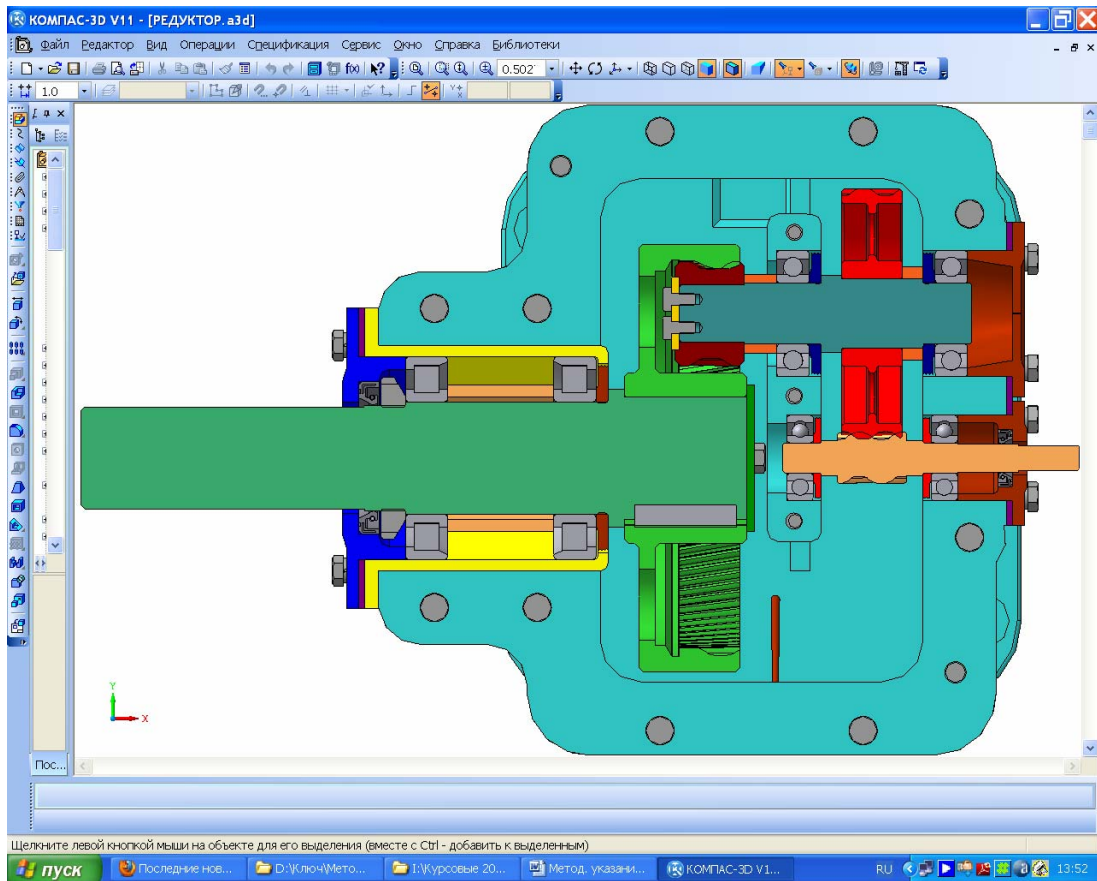 КОМПАС-3D V11 - [РЕДУКТОР.a3d]
Файл Редактор Вид Операции Спецификация Сервис Окно Справка Библиотеки
0.502
1.0
f(x)
Y
X
Пос...
Щелкните левой кнопкой мыши на объекте для его выделения (вместе с Ctrl - добавить к выделенным)
пуск Последние нов... D:\Ключ\Мето... I:\Курсовые 20... Метод. указани... КОМПАС-3D V1... RU 13:52